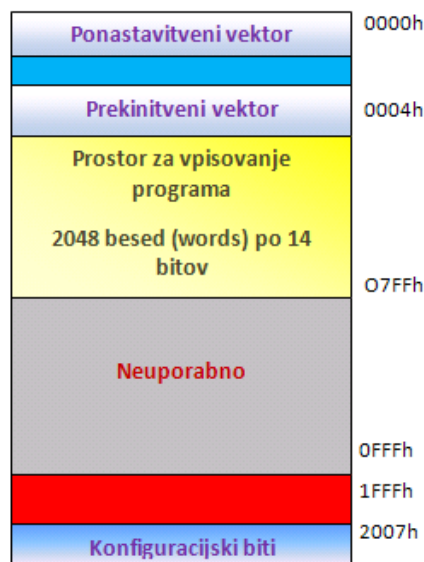 Ponastavitveni vektor
0000h
Prekinitveni vektor
0004h
Prostor za vpisovanje
programa
2048 besed (words) po 14
bitov
O7FFh
Neuporabno
0FFFh
1FFFh
2007h
Konfiguracijski biti